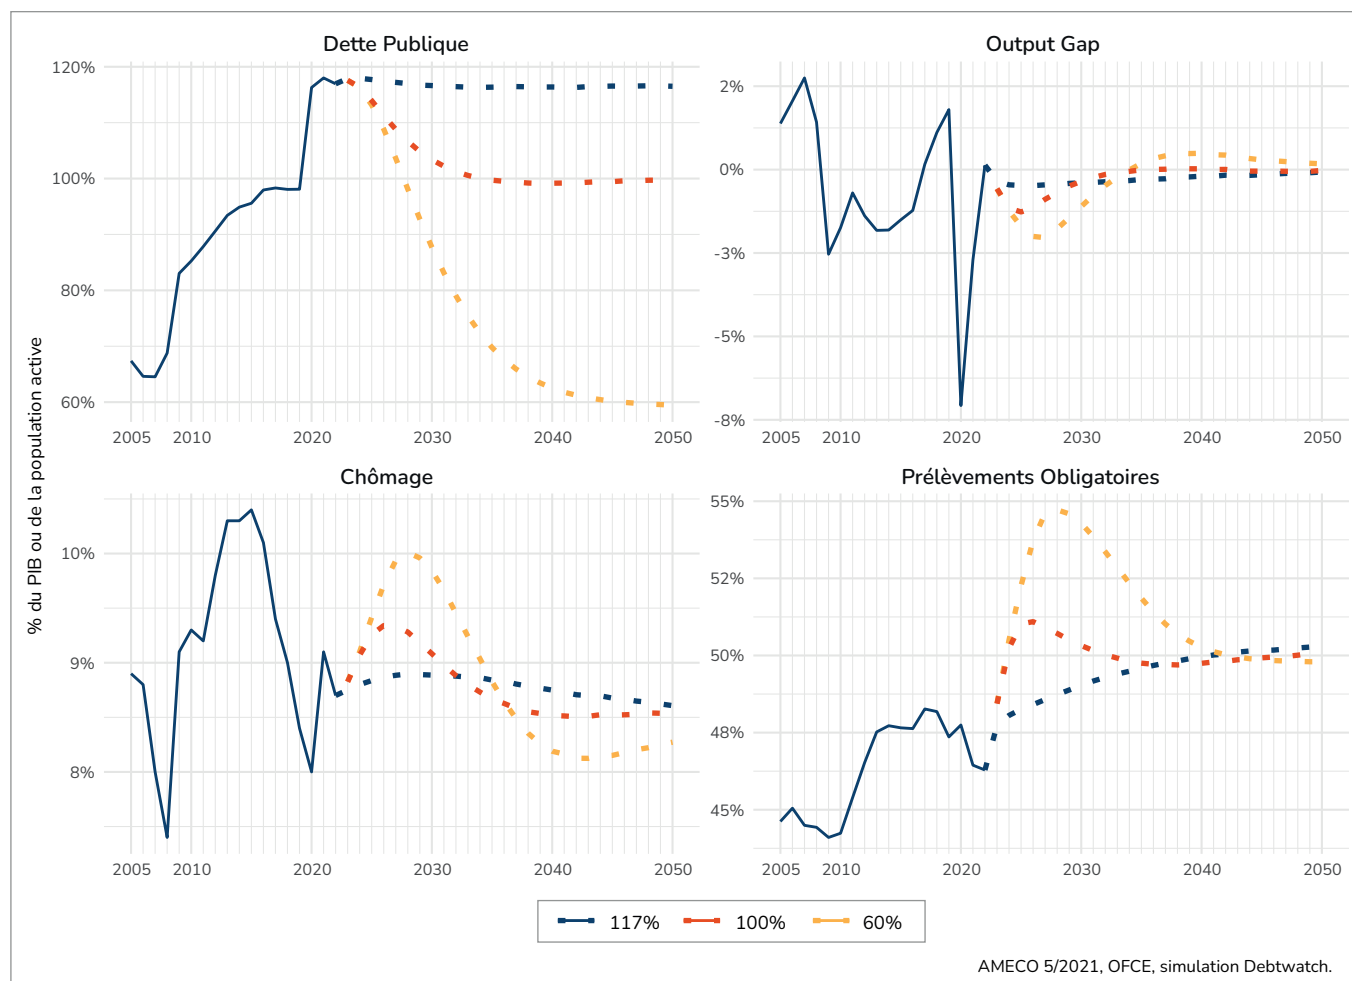 Dette Publique
Output Gap
120%
100%
80%
60%
2005 2010 2020 2030 2040 2050
2%
0%
-3%
-5%
-8%
2005 2010 2020 2030 2040 2050
% du PIB ou de la population active
Chômage
Prélèvements Obligatoires
10%
9%
8%
2005 2010 2020 2030 2040 2050
55%
52%
50%
48%
45%
2005 2010 2020 2030 2040 2050
117% 100% 60%
AMECO 5/2021, OFCE, simulation Debtwatch.